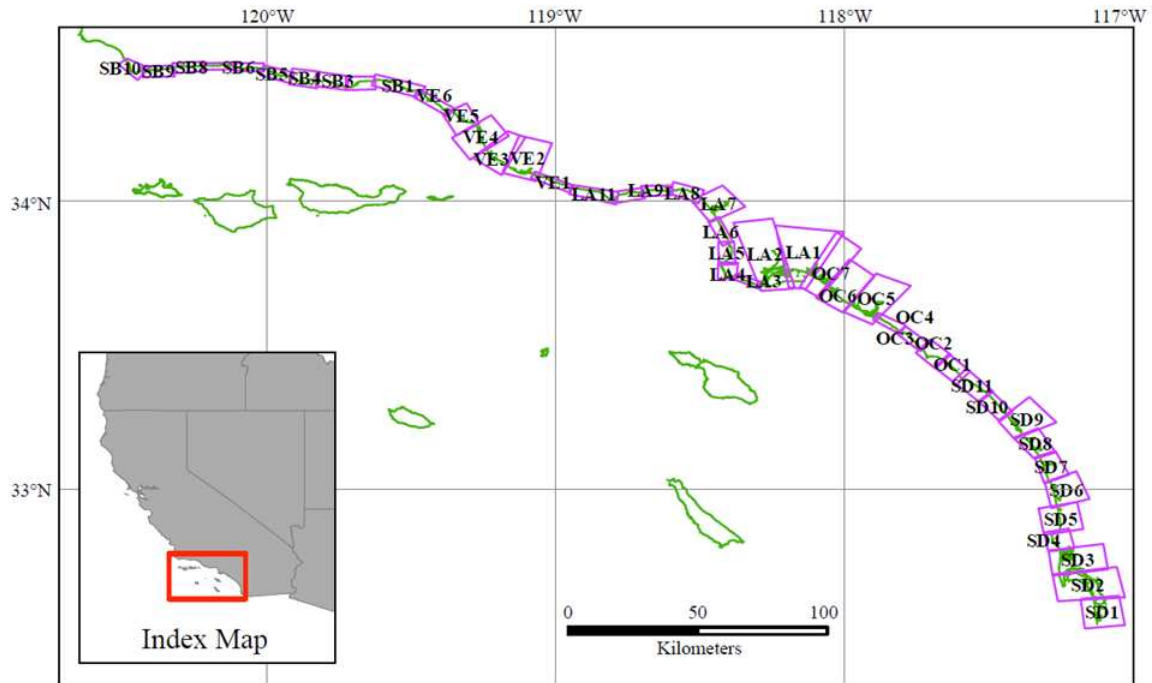 120°W 119°W 118°W 117°W
SB10 SB9 SB8 SB6 SB5 SB4 SB3 SB1
VE6
VE5
VE4
VE3 VE2
VE1 LA11 LA9 LA8
34°N LA7
LA6
LA5 LA2 LA1
LA4 LA3 OC7
OC6 OC5
OC4
OC3 OC2
OC1
SD11
SD10 SD9
SD8
SD7
33°N SD6
SD5
SD4
SD3
SD2
SD1
0 50 100
Kilometers
Index Map